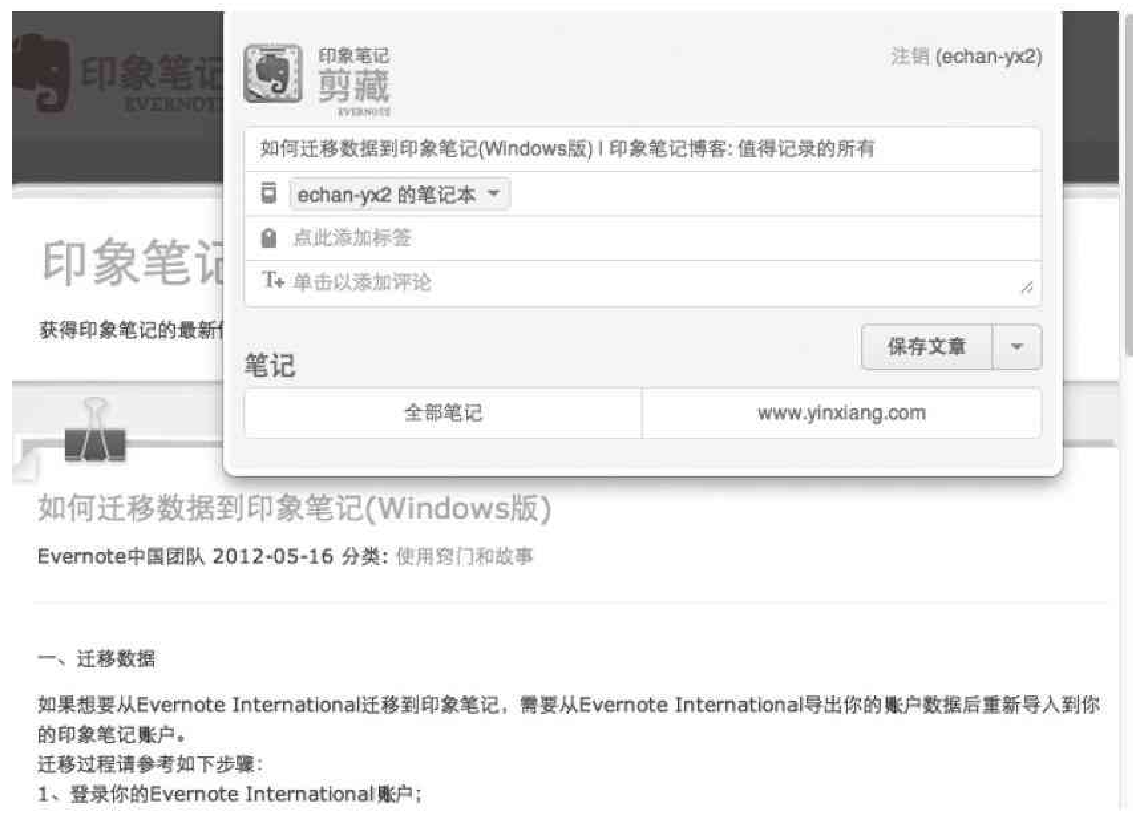 印象笔记
EVERNOTE
印象笔记
剪藏
EVERNOTE
注销 (echan-yx2)
如何迁移数据到印象笔记(Windows版) | 印象笔记博客: 值得记录的所有
echan-yx2 的笔记本
点此添加标签
T+ 单击以添加评论
保存文章
笔记
全部笔记
www.yinxiang.com
印象笔记
获得印象笔记的最新
如何迁移数据到印象笔记(Windows版)
Evernote中国团队 2012-05-16 分类: 使用窍门和故事
一、迁移数据
如果想要从Evernote International迁移到印象笔记，需要从Evernote International导出你的账户数据后重新导入到你
的印象笔记账户。
迁移过程请参考如下步骤：
1、登录你的Evernote International账户；